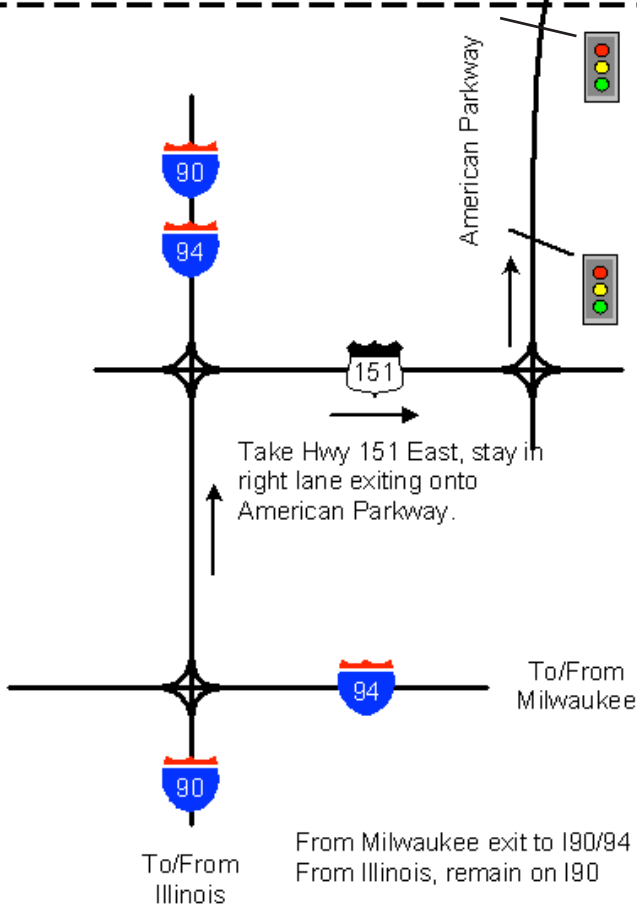 American Parkway
90
94
151
Take Hwy 151 East, stay in
right lane exiting onto
American Parkway.
94
To/From
Milwaukee
90
To/From
Illinois
From Milwaukee exit to I90/94
From Illinois, remain on I90